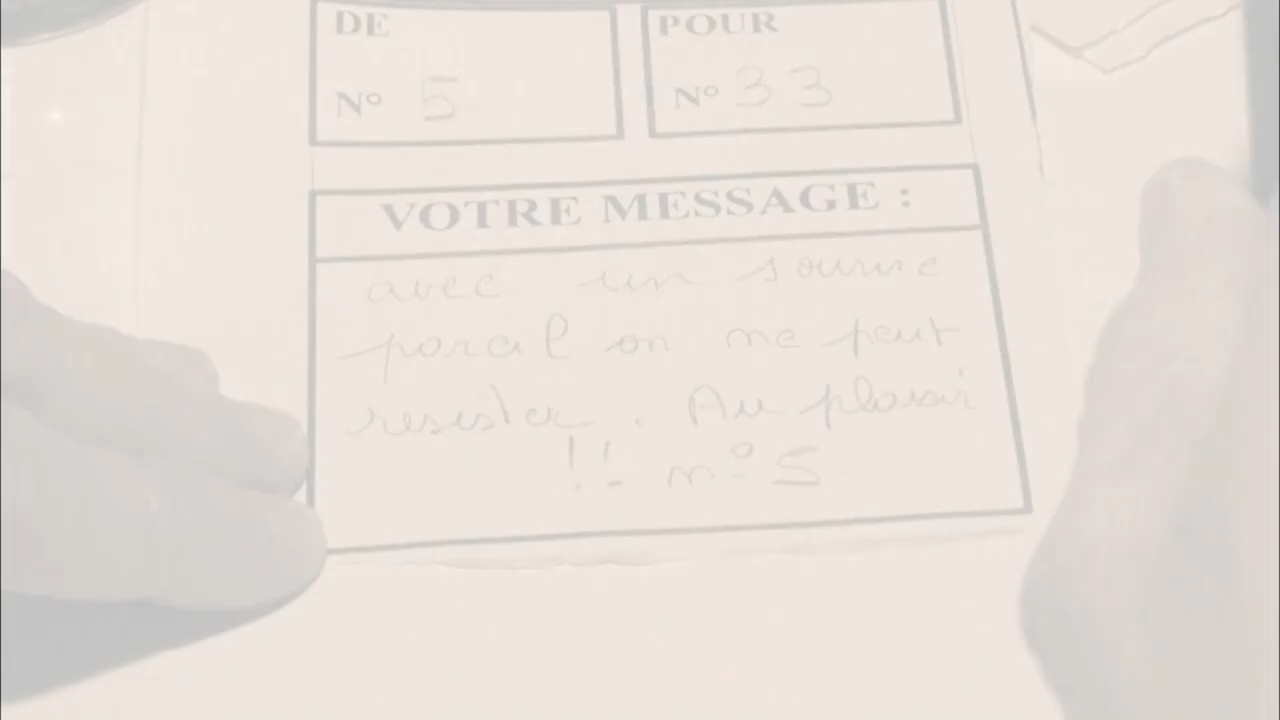 DE
N° 5
POUR
N° 33
VOTRE MESSAGE :
avec un sourire
pareil on ne peut
resister. Au plaisir
!! n°5